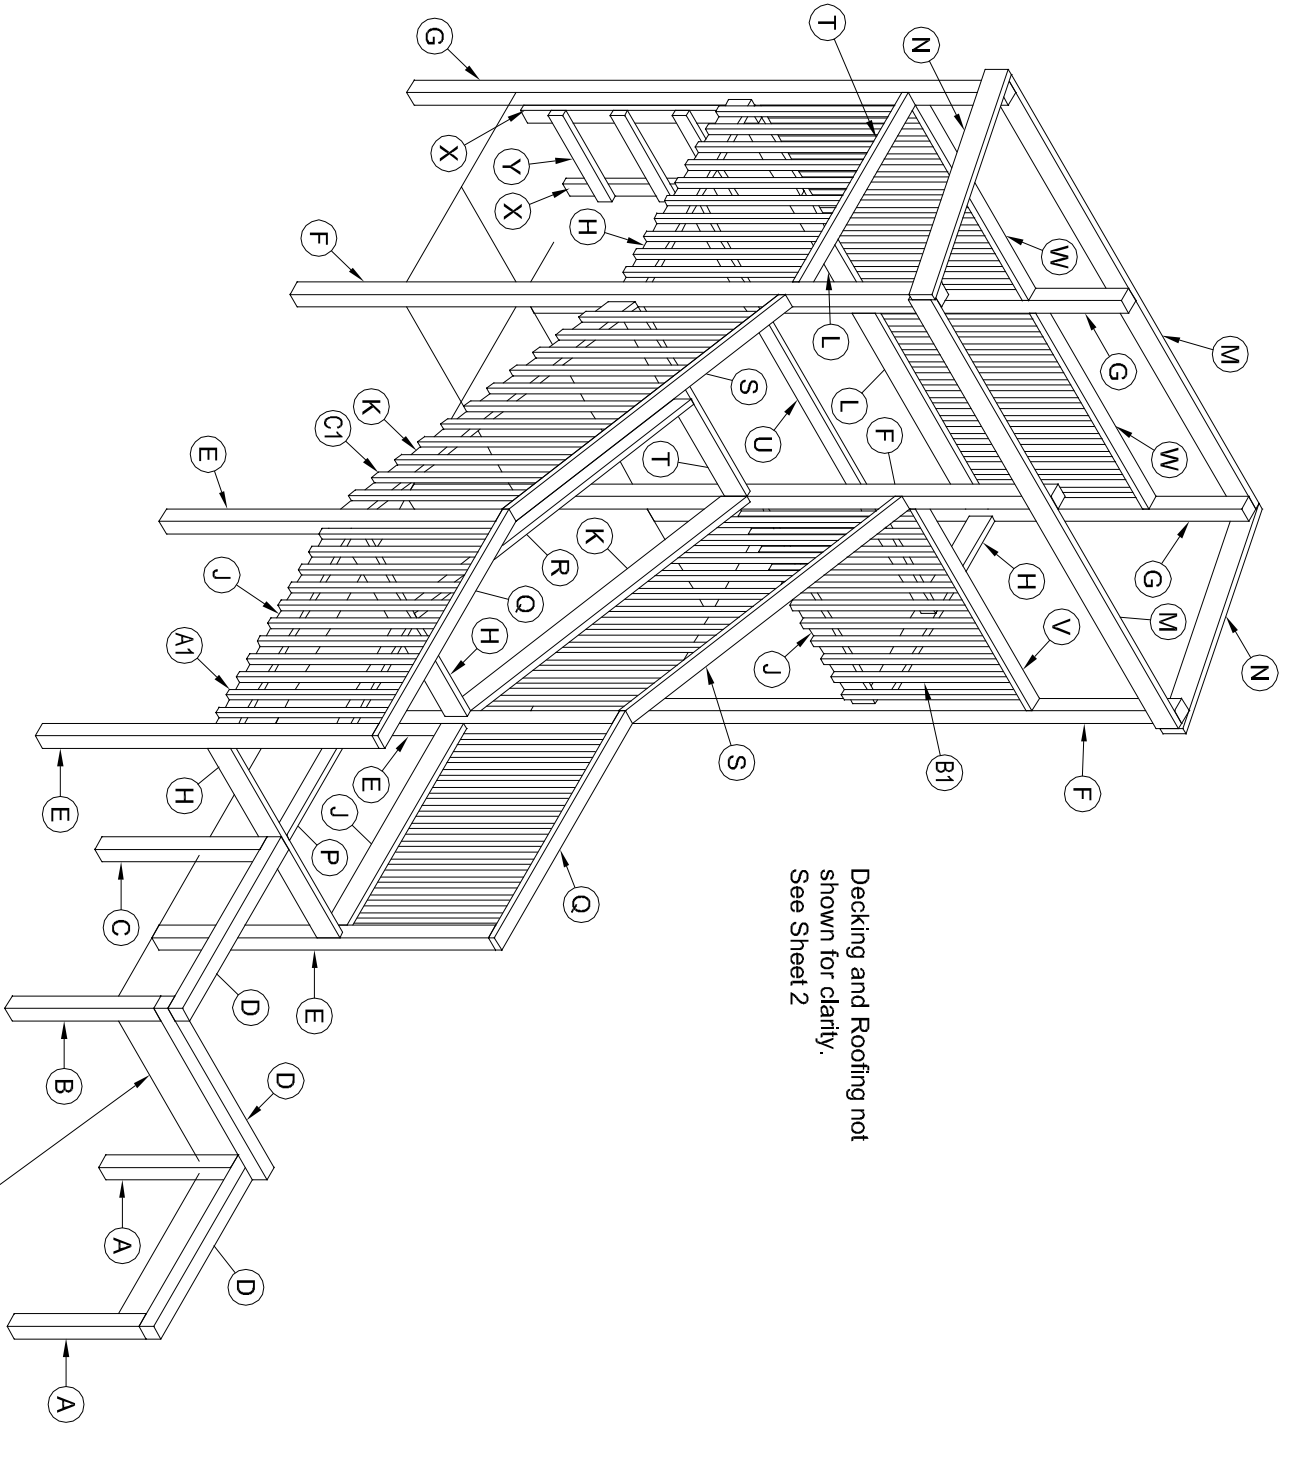 N
M
W
M
G
G
F
W
V
H
B1
N
F
Decking and Roofing not
shown for clarity.
See Sheet 2
L
L
T
J
U
S
S
T
K
H
Q
R
Q
X
Y
H
X
G
K
E
J
C1
P
F
E
D
D
D
J
E
A1
H
C
A
E
B
A